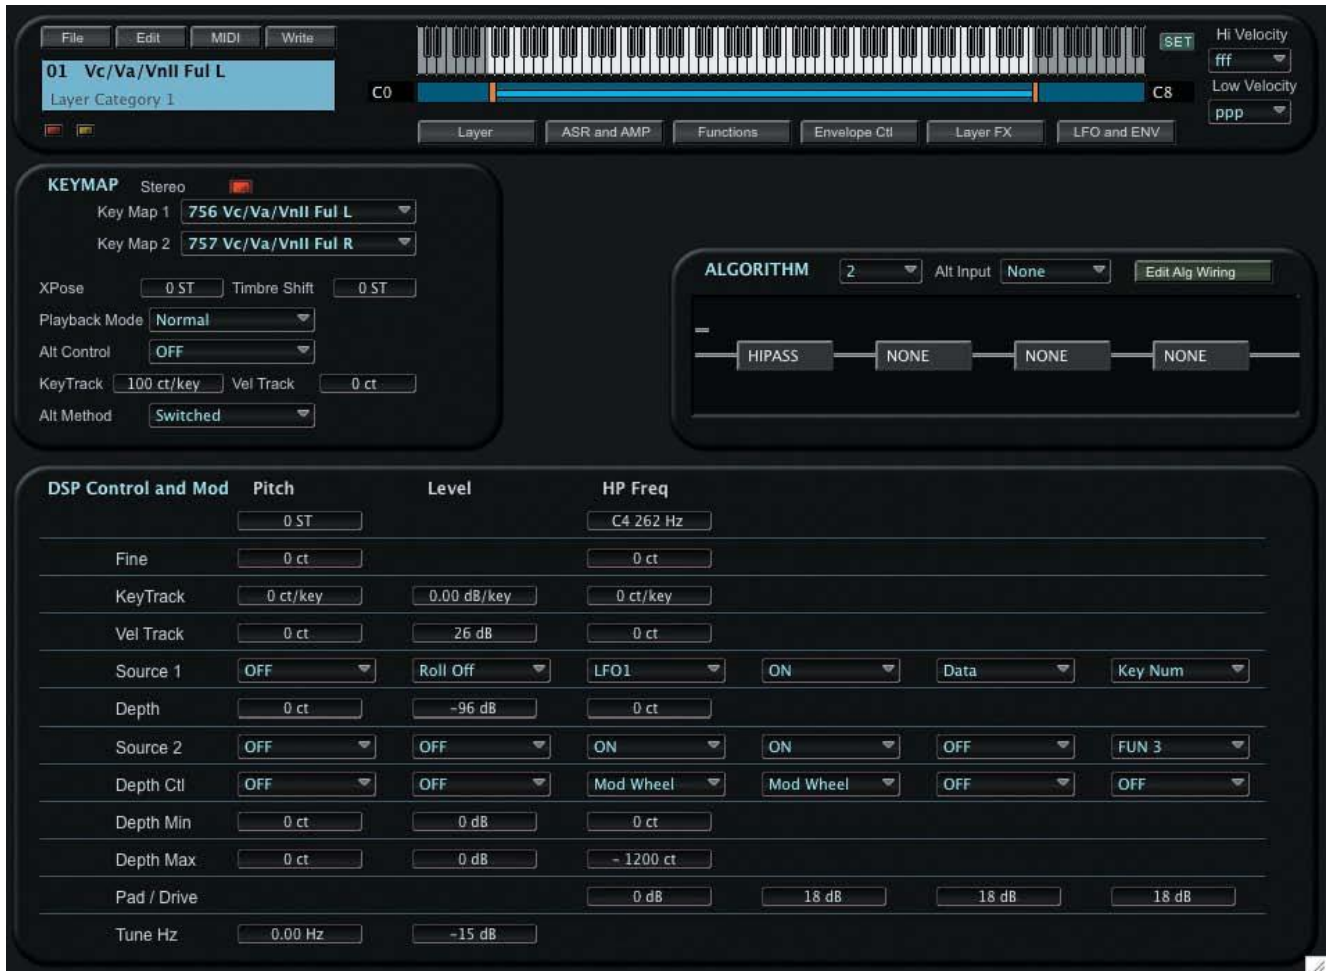 File Edit MIDI Write
SET Hi Velocity
01 Vc/Va/VnII Ful L
fff
Layer Category 1
C0 C8 Low Velocity
ppp
Layer ASR and AMP Functions Envelope Ctl Layer FX LFO and ENV
KEYMAP Stereo
Key Map 1 756 Vc/Va/VnII Ful L
Key Map 2 757 Vc/Va/VnII Ful R
XPose 0 ST Timbre Shift 0 ST
Playback Mode Normal
Alt Control OFF
KeyTrack 100 ct/key Vel Track 0 ct
Alt Method Switched
ALGORITHM 2 Alt Input None Edit Alg Wiring
HIPASS NONE NONE NONE
DSP Control and Mod Pitch Level HP Freq
0 ST C4 262 Hz
Fine 0 ct 0 ct
KeyTrack 0 ct/key 0.00 dB/key 0 ct/key
Vel Track 0 ct 26 dB 0 ct
Source 1 OFF Roll Off LFO1 ON Data Key Num
Depth 0 ct -96 dB 0 ct
Source 2 OFF OFF ON ON OFF FUN 3
Depth Ctl OFF OFF Mod Wheel Mod Wheel OFF OFF
Depth Min 0 ct 0 dB 0 ct
Depth Max 0 ct 0 dB - 1200 ct
Pad / Drive 0 dB 18 dB 18 dB 18 dB
Tune Hz 0.00 Hz -15 dB